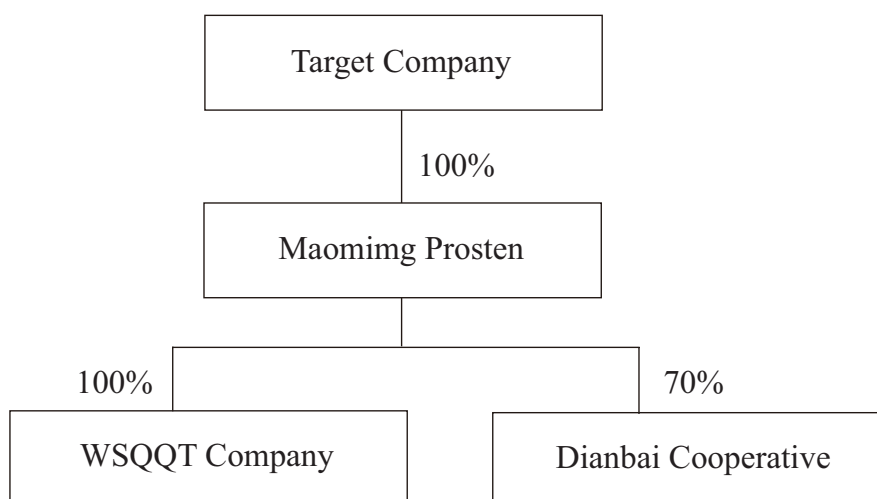 Target Company
100%
Maomimg Prosten
100%
70%
WSQQT Company
Dianbai Cooperative